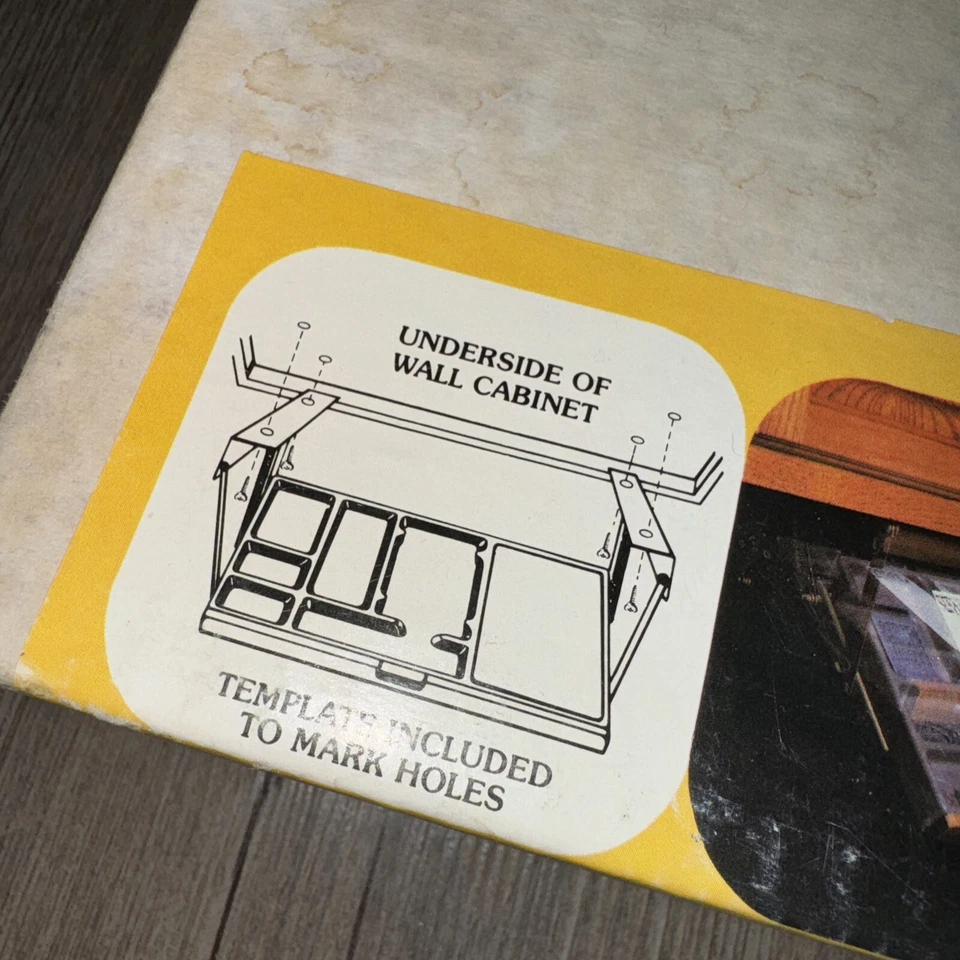 UNDERSIDE OF
WALL CABINET
TEMPLATE INCLUDED
TO MARK HOLES